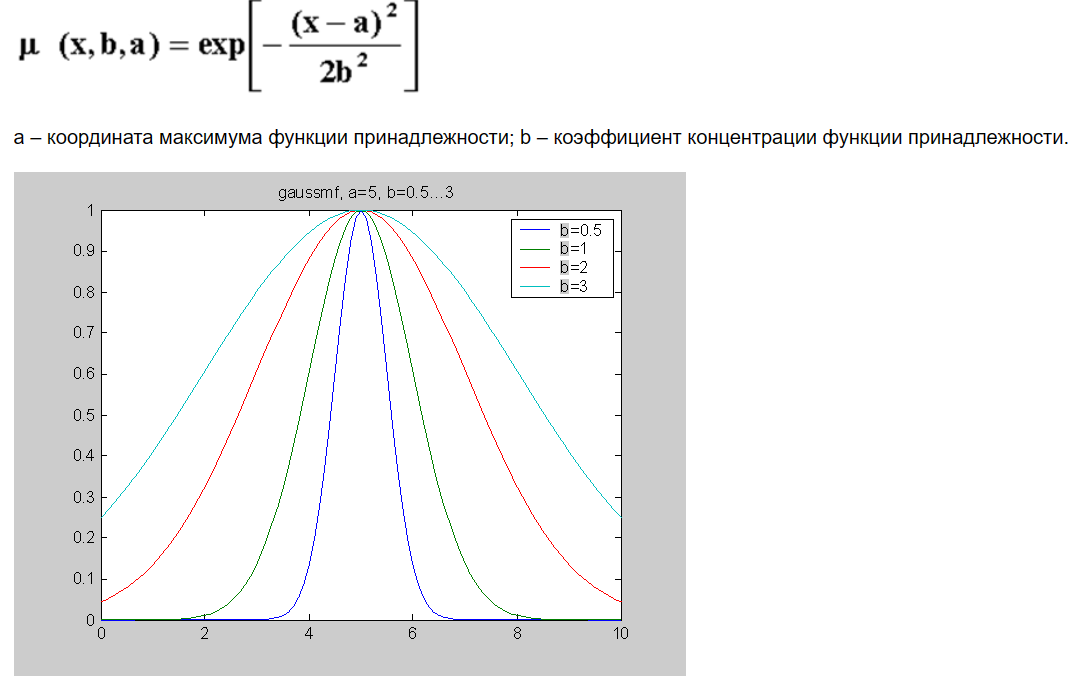 μ (x,b,a) = exp[ - (x - a)² / 2b² ]
a – координата максимума функции принадлежности; b – коэффициент концентрации функции принадлежности.
gaussmf, a=5, b=0.5...3
1
0.9
0.8
0.7
0.6
0.5
0.4
0.3
0.2
0.1
0
b=0.5
b=1
b=2
b=3
0 2 4 6 8 10